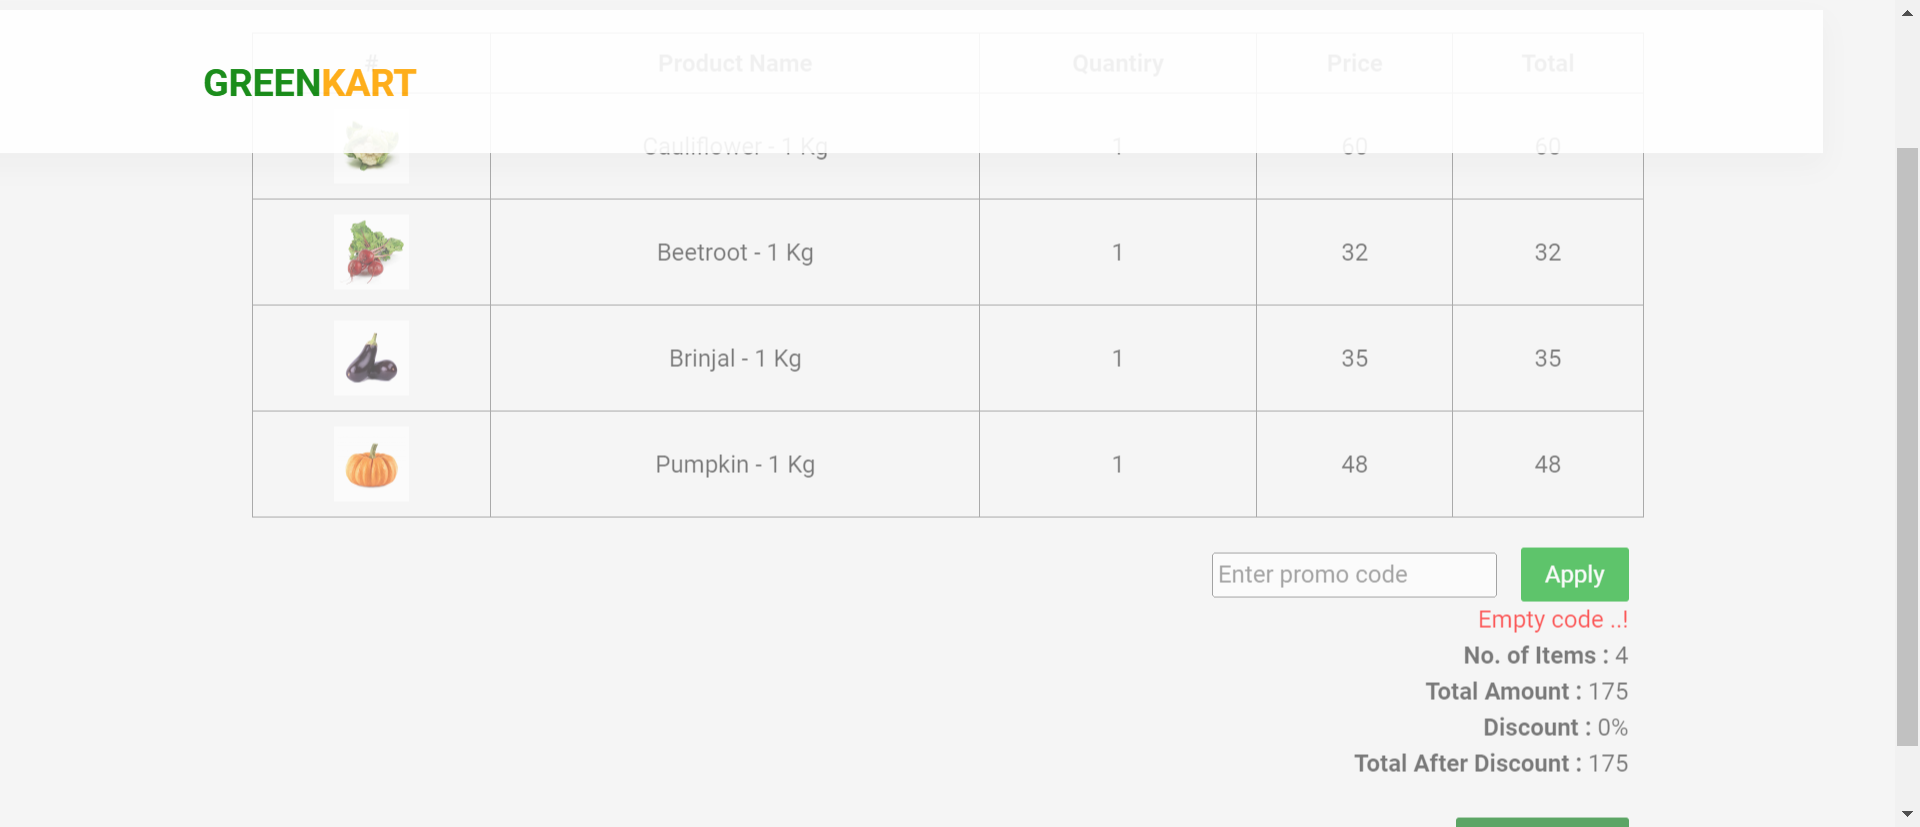 # Product Name Quantity Price Total
GREENKART
Cauliflower - 1 Kg 1 60 60
Beetroot - 1 Kg 1 32 32
Brinjal - 1 Kg 1 35 35
Pumpkin - 1 Kg 1 48 48
Enter promo code Apply
Empty code ..!
No. of Items : 4
Total Amount : 175
Discount : 0%
Total After Discount : 175